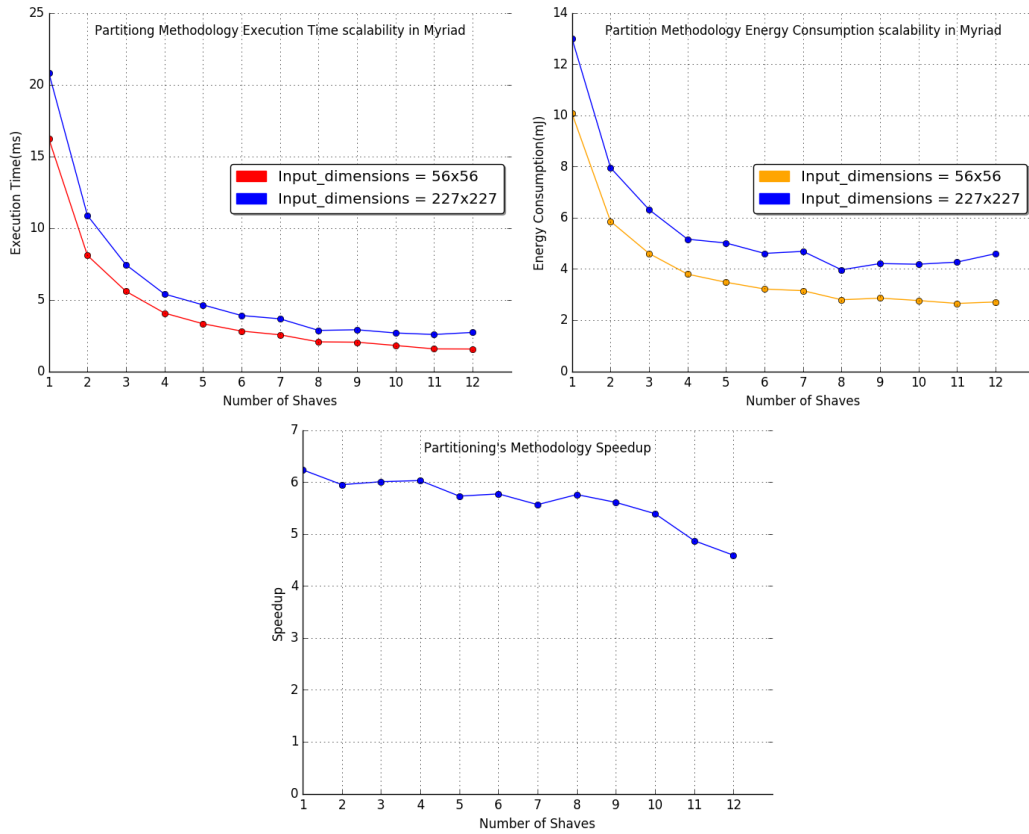 Partitiong Methodology Execution Time scalability in Myriad
25
20
15
10
5
0
Execution Time(ms)
Input_dimensions = 56x56
Input_dimensions = 227x227
1 2 3 4 5 6 7 8 9 10 11 12
Number of Shaves
Partition Methodology Energy Consumption scalability in Myriad
14
12
10
8
6
4
2
0
Energy Consumption(mJ)
Input_dimensions = 56x56
Input_dimensions = 227x227
1 2 3 4 5 6 7 8 9 10 11 12
Number of Shaves
Partitioning's Methodology Speedup
7
6
5
4
3
2
1
0
Speedup
1 2 3 4 5 6 7 8 9 10 11 12
Number of Shaves